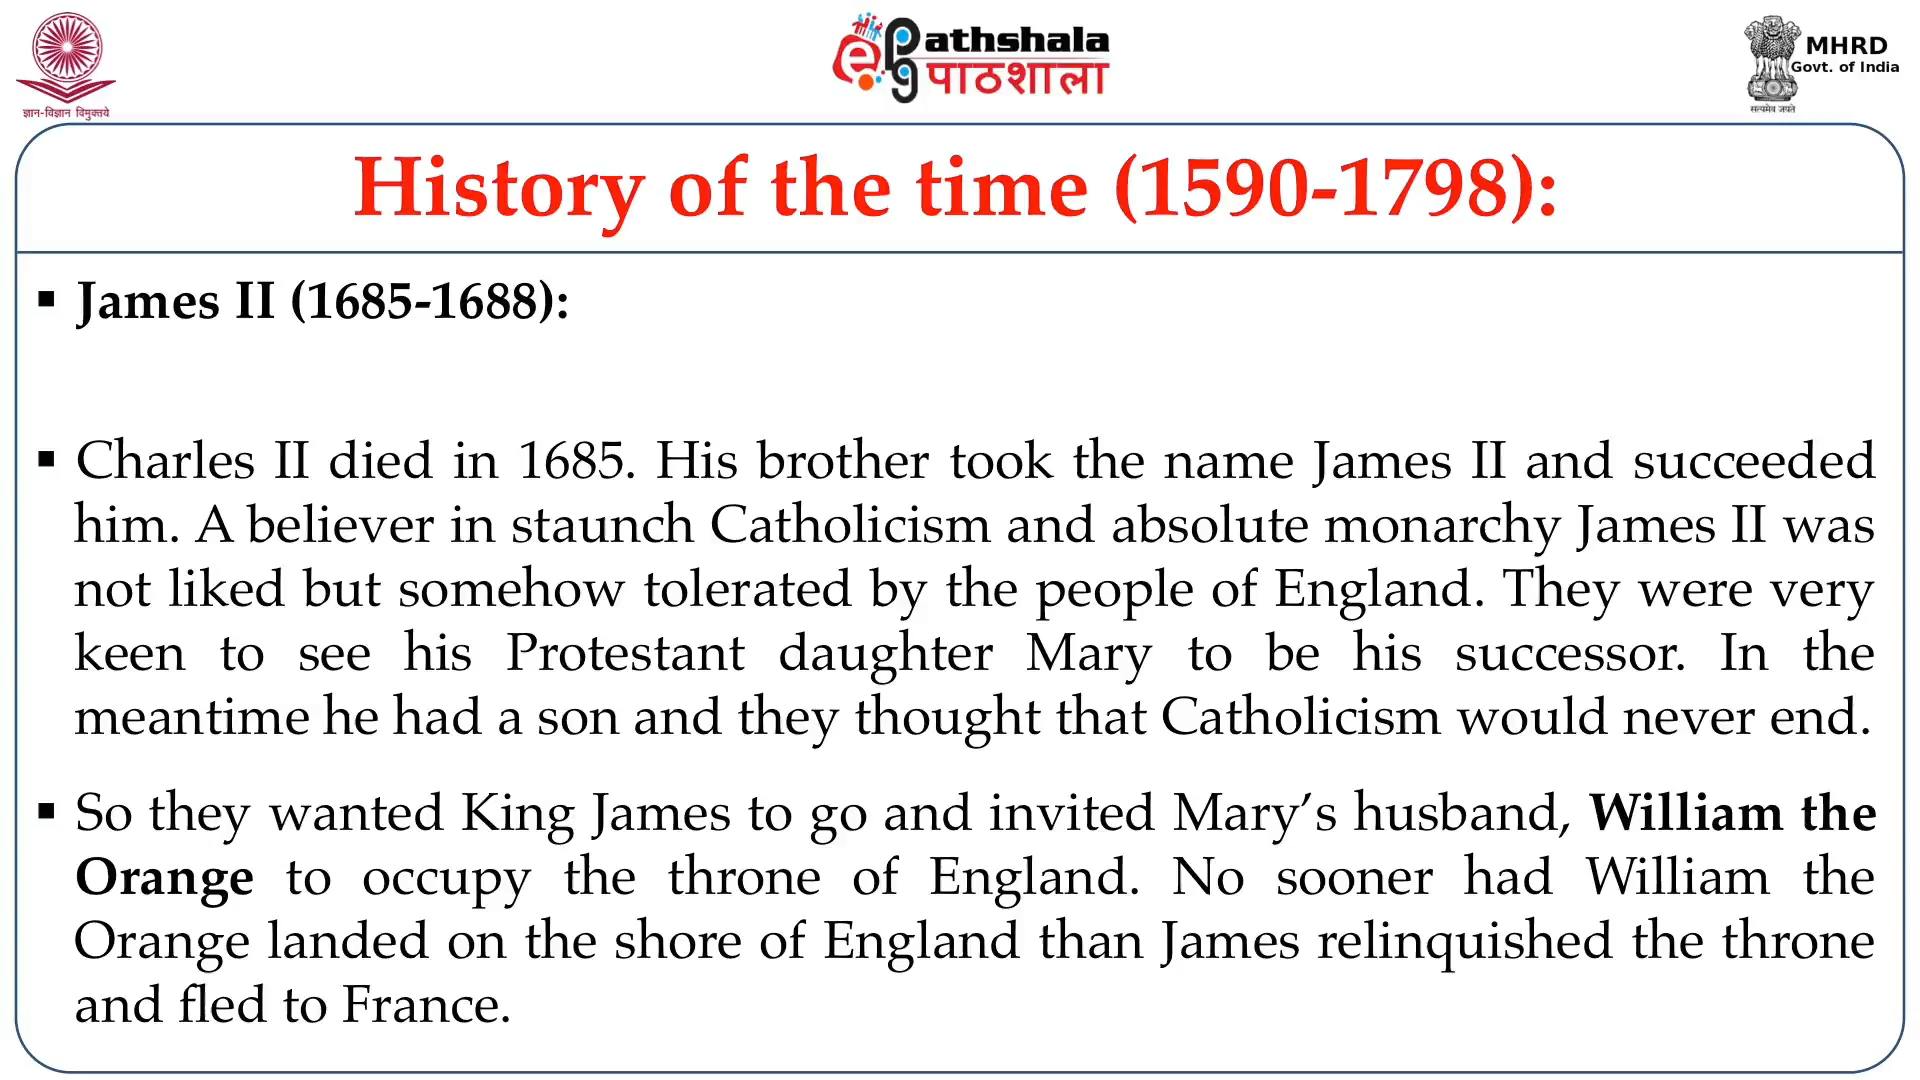 ePathshala
पाठशाला
MHRD
Govt. of India
ज्ञान-विज्ञान विमुक्तये
सत्यमेव जयते
History of the time (1590-1798):
▪ James II (1685-1688):
▪ Charles II died in 1685. His brother took the name James II and succeeded
him. A believer in staunch Catholicism and absolute monarchy James II was
not liked but somehow tolerated by the people of England. They were very
keen to see his Protestant daughter Mary to be his successor. In the
meantime he had a son and they thought that Catholicism would never end.
▪ So they wanted King James to go and invited Mary’s husband, William the
Orange to occupy the throne of England. No sooner had William the
Orange landed on the shore of England than James relinquished the throne
and fled to France.